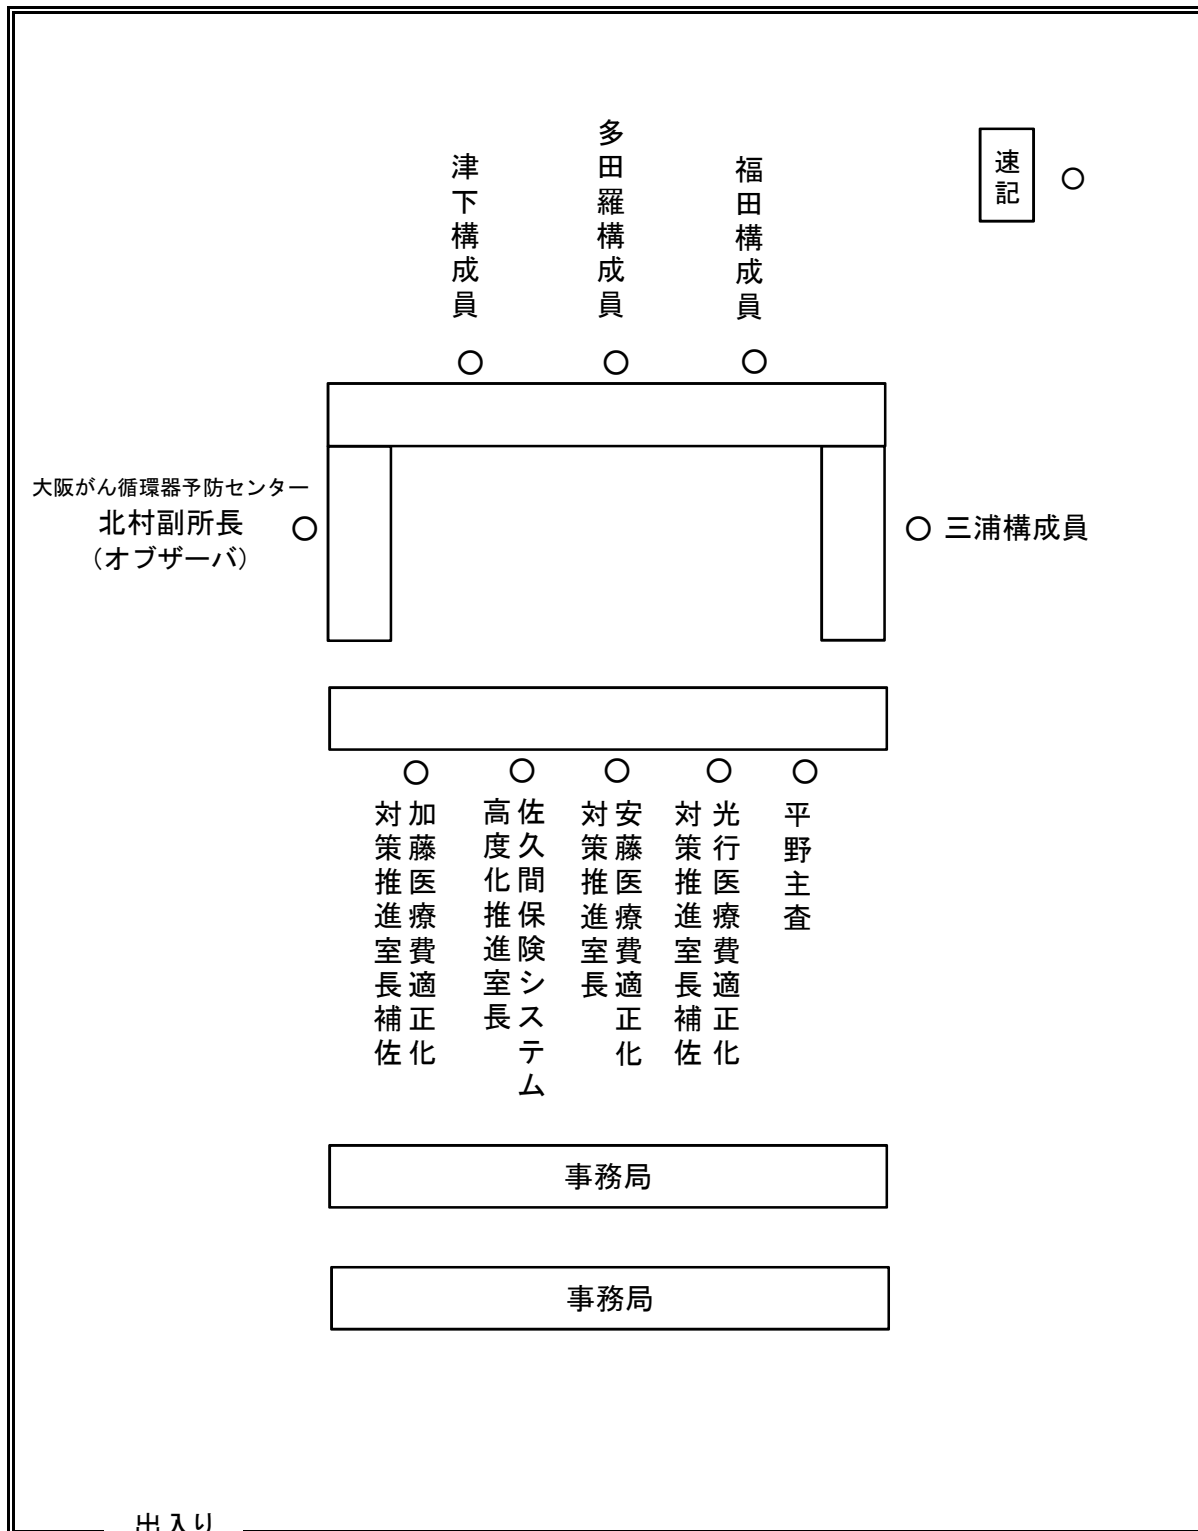 多田羅構成員
津下構成員
福田構成員
速記
大阪がん循環器予防センター
北村副所長
（オブザーバ）
三浦構成員
加藤医療費適正化
対策推進室長補佐
佐久間保険システム
高度化推進室長
安藤医療費適正化
対策推進室長
光行医療費適正化
対策推進室長補佐
平野主査
事務局
事務局
出入り